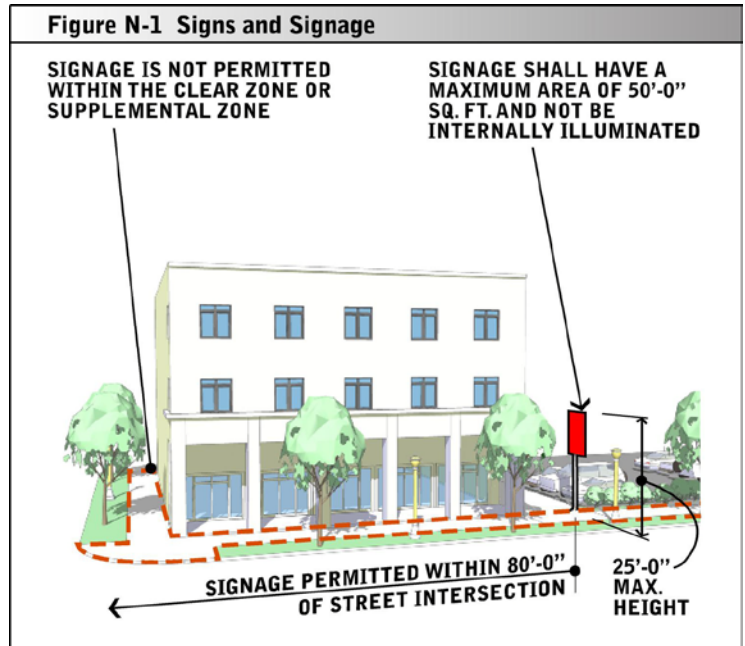 Figure N-1 Signs and Signage
SIGNAGE IS NOT PERMITTED
WITHIN THE CLEAR ZONE OR
SUPPLEMENTAL ZONE
SIGNAGE SHALL HAVE A
MAXIMUM AREA OF 50’-0”
SQ. FT. AND NOT BE
INTERNALLY ILLUMINATED
SIGNAGE PERMITTED WITHIN 80’-0”
OF STREET INTERSECTION
25’-0”
MAX.
HEIGHT